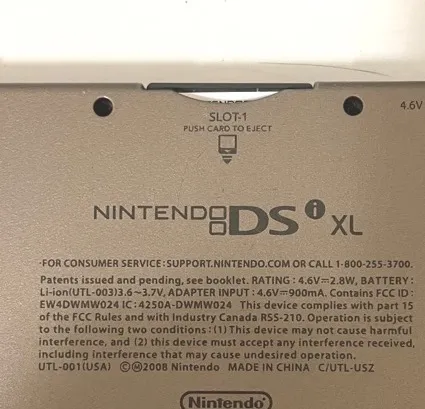 SLOT-1
PUSH CARD TO EJECT
4.6V
NINTENDO DSi XL
FOR CONSUMER SERVICE:SUPPORT.NINTENDO.COM OR CALL 1-800-255-3700.
Patents issued and pending, see booklet. RATING: 4.6V⎓2.8W, BATTERY:
Li-ion(UTL-003)3.6~3.7V, ADAPTER INPUT : 4.6V⎓900mA. Contains FCC ID:
EW4DWMW024 IC: 4250A-DWMW024 This device complies with part 15
of the FCC Rules and with Industry Canada RSS-210. Operation is subject
to the following two conditions: (1) This device may not cause harmful
interference, and (2) this device must accept any interference received,
including interference that may cause undesired operation.
UTL-001(USA) ©Ⓜ2008 Nintendo MADE IN CHINA C/UTL-USZ
Nintendo